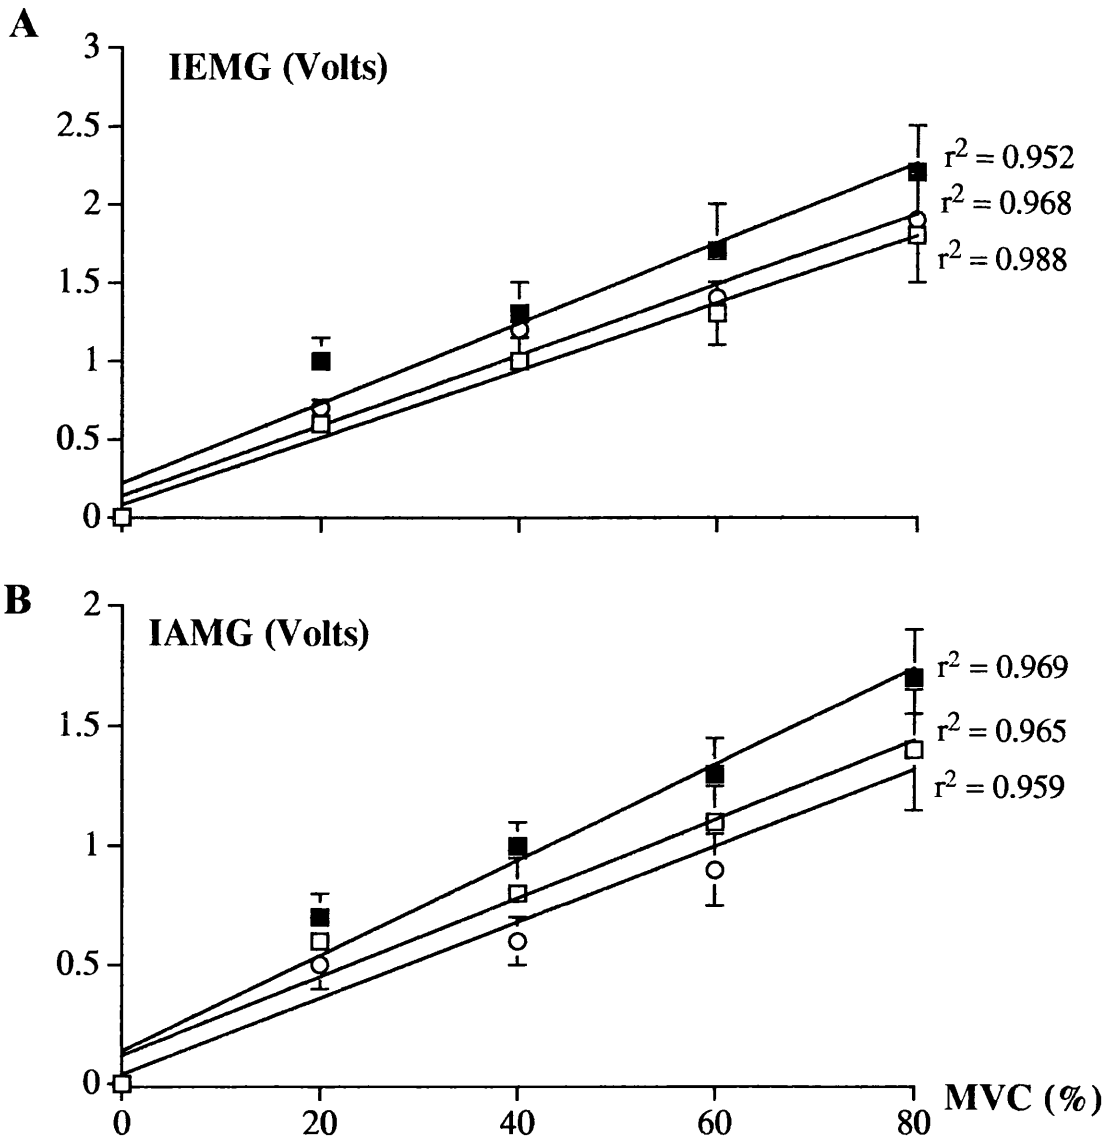 A
IEMG (Volts)
3
2.5
2
1.5
1
0.5
0
r² = 0.952
r² = 0.968
r² = 0.988
B
IAMG (Volts)
2
1.5
1
0.5
0
r² = 0.969
r² = 0.965
r² = 0.959
0 20 40 60 80 MVC (%)